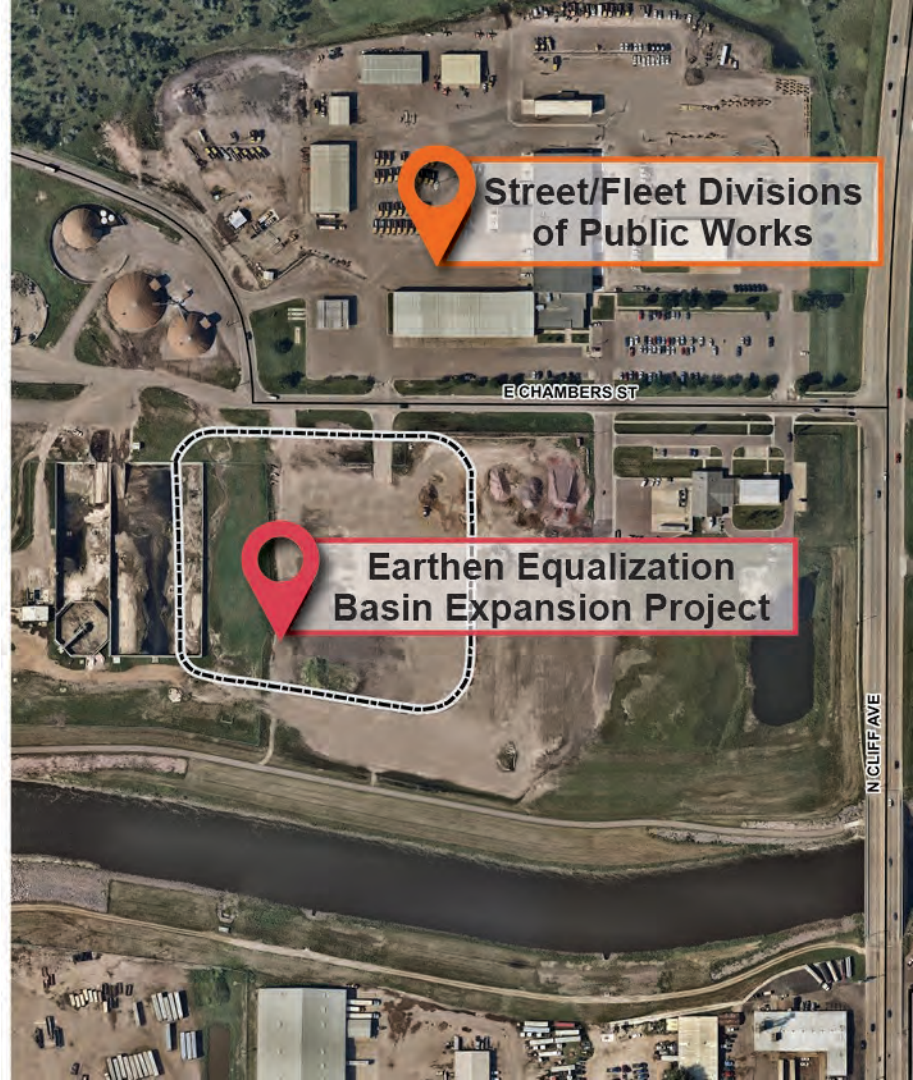 Street/Fleet Divisions
of Public Works
E CHAMBERS ST
Earthen Equalization
Basin Expansion Project
N CLIFF AVE